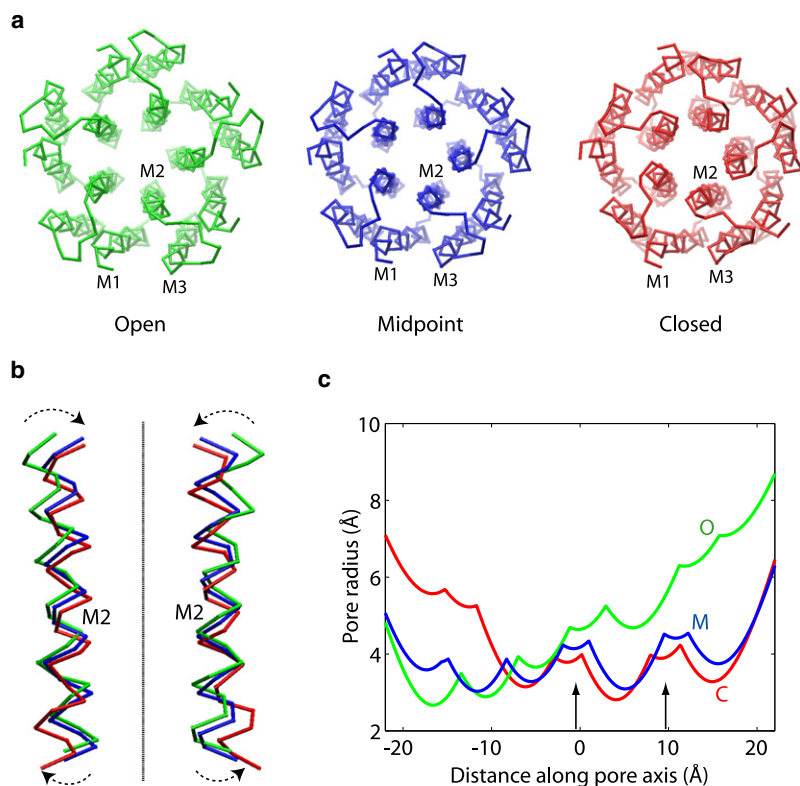 a
M2
M1
M3
Open
M2
M1
M3
Midpoint
M2
M1
M3
Closed
b
M2
M2
c
Pore radius (Å)
10
8
6
4
2
O
M
C
-20
-10
0
10
20
Distance along pore axis (Å)